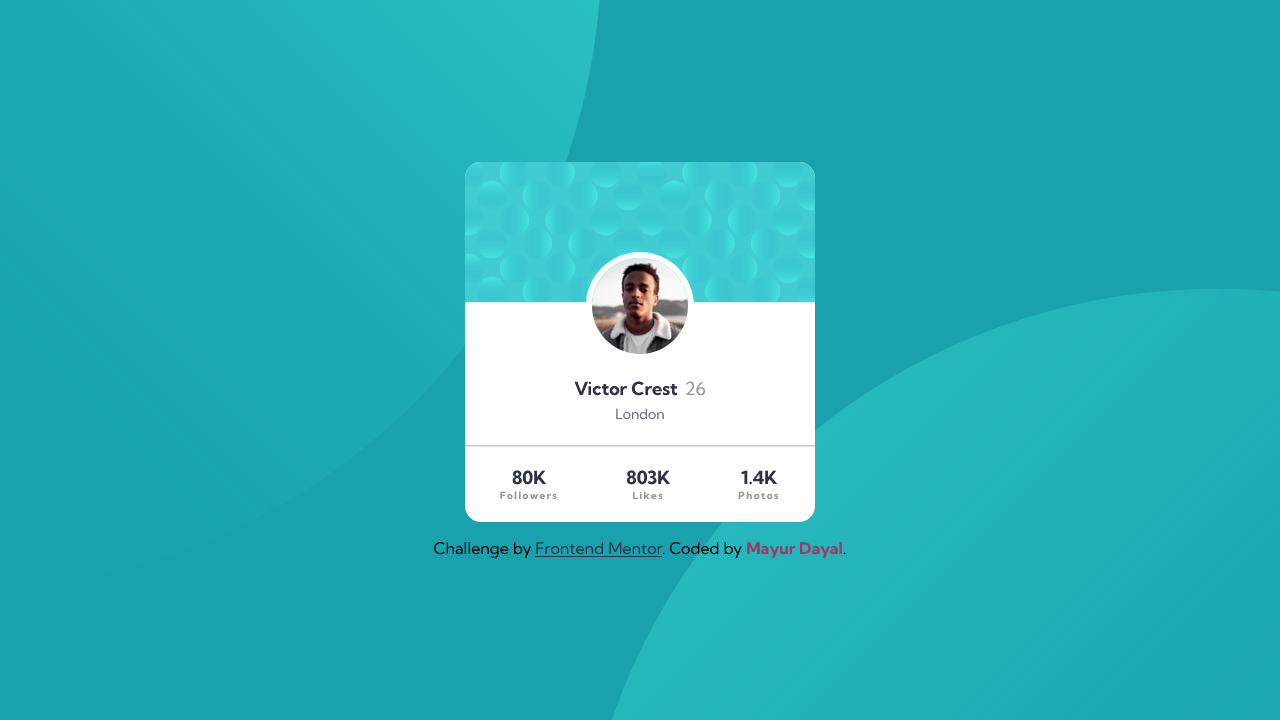 Victor Crest 26
London
80K 803K 1.4K
Followers Likes Photos
Challenge by Frontend Mentor. Coded by Mayur Dayal.